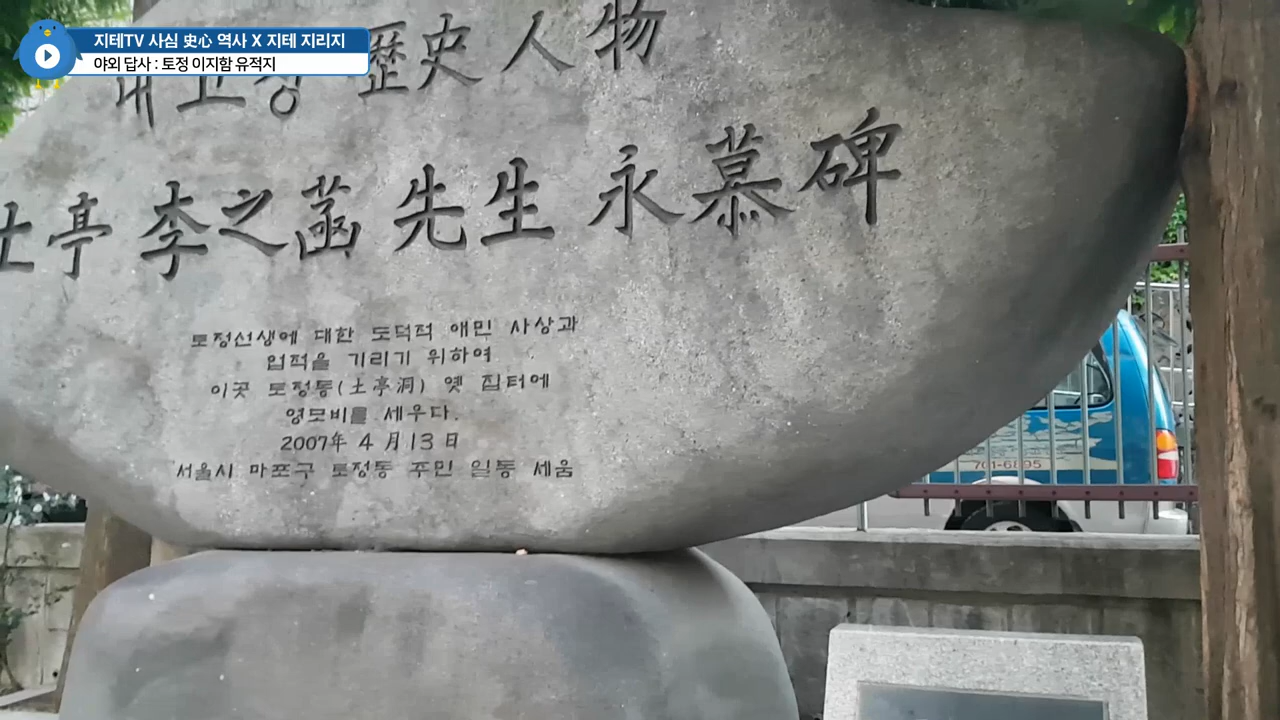 지테TV 사심 史心 역사 X 지테 지리지
야외 답사 : 토정 이지함 유적지
내고장 歷史人物
土亭 李之菡 先生 永慕碑
토정선생에 대한 도덕적 애민 사상과
업적을 기리기 위하여
이곳 토정동(土亭洞) 옛 집터에
영모비를 세우다.
2007年 4月13日
서울시 마포구 토정동 주민 일동 세움
701-6895